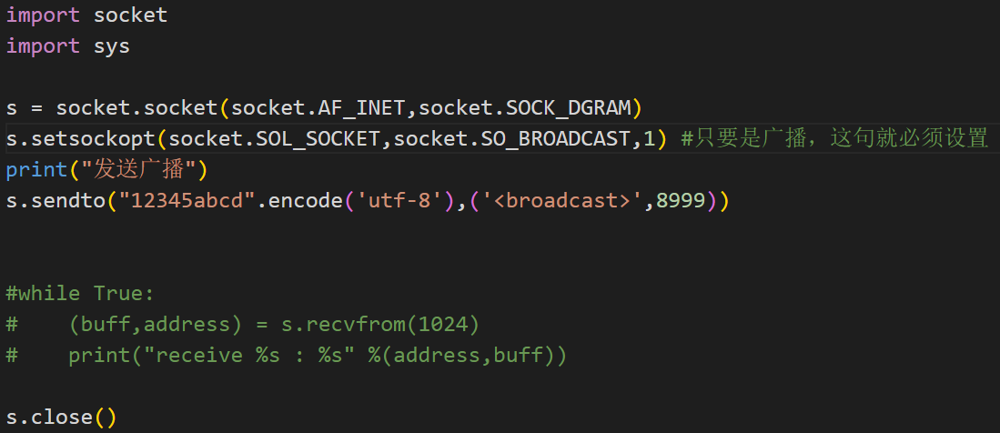 import socket
import sys
s = socket.socket(socket.AF_INET,socket.SOCK_DGRAM)
s.setsockopt(socket.SOL_SOCKET,socket.SO_BROADCAST,1) #只要是广播，这句就必须设置
print("发送广播")
s.sendto("12345abcd".encode('utf-8'),('<broadcast>',8999))
#while True:
#    (buff,address) = s.recvfrom(1024)
#    print("receive %s : %s" %(address,buff))
s.close()